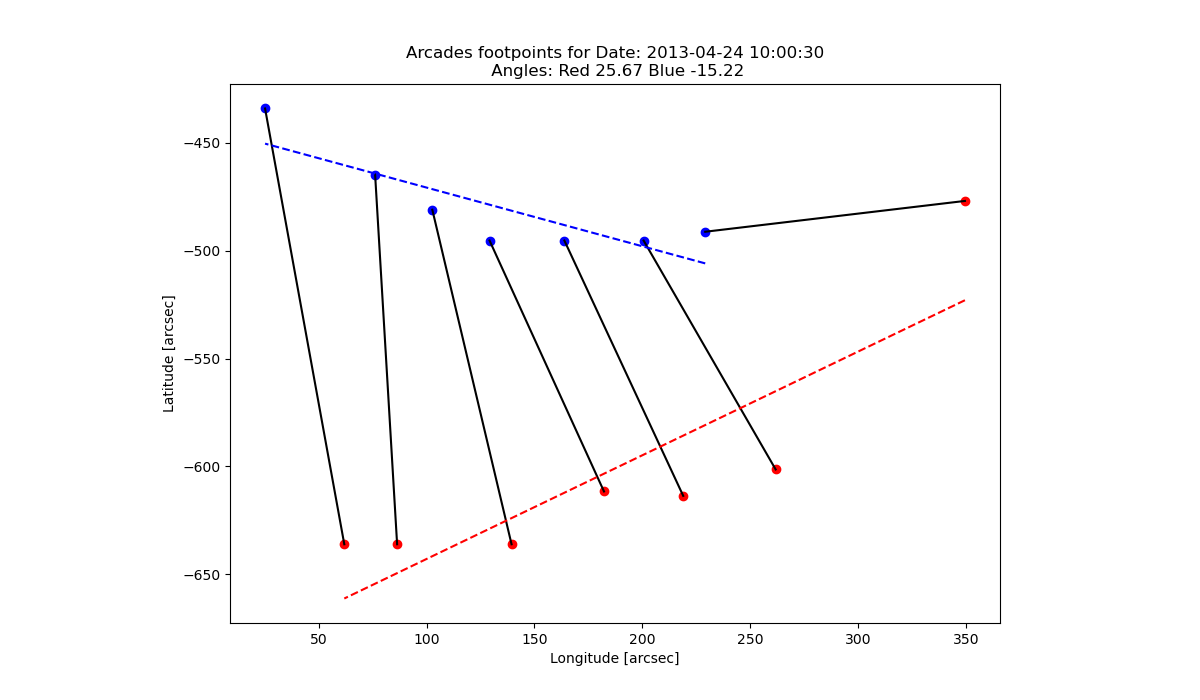 Arcades footpoints for Date: 2013-04-24 10:00:30
Angles: Red 25.67 Blue -15.22
Latitude [arcsec]
−450
−500
−550
−600
−650
50 100 150 200 250 300 350
Longitude [arcsec]